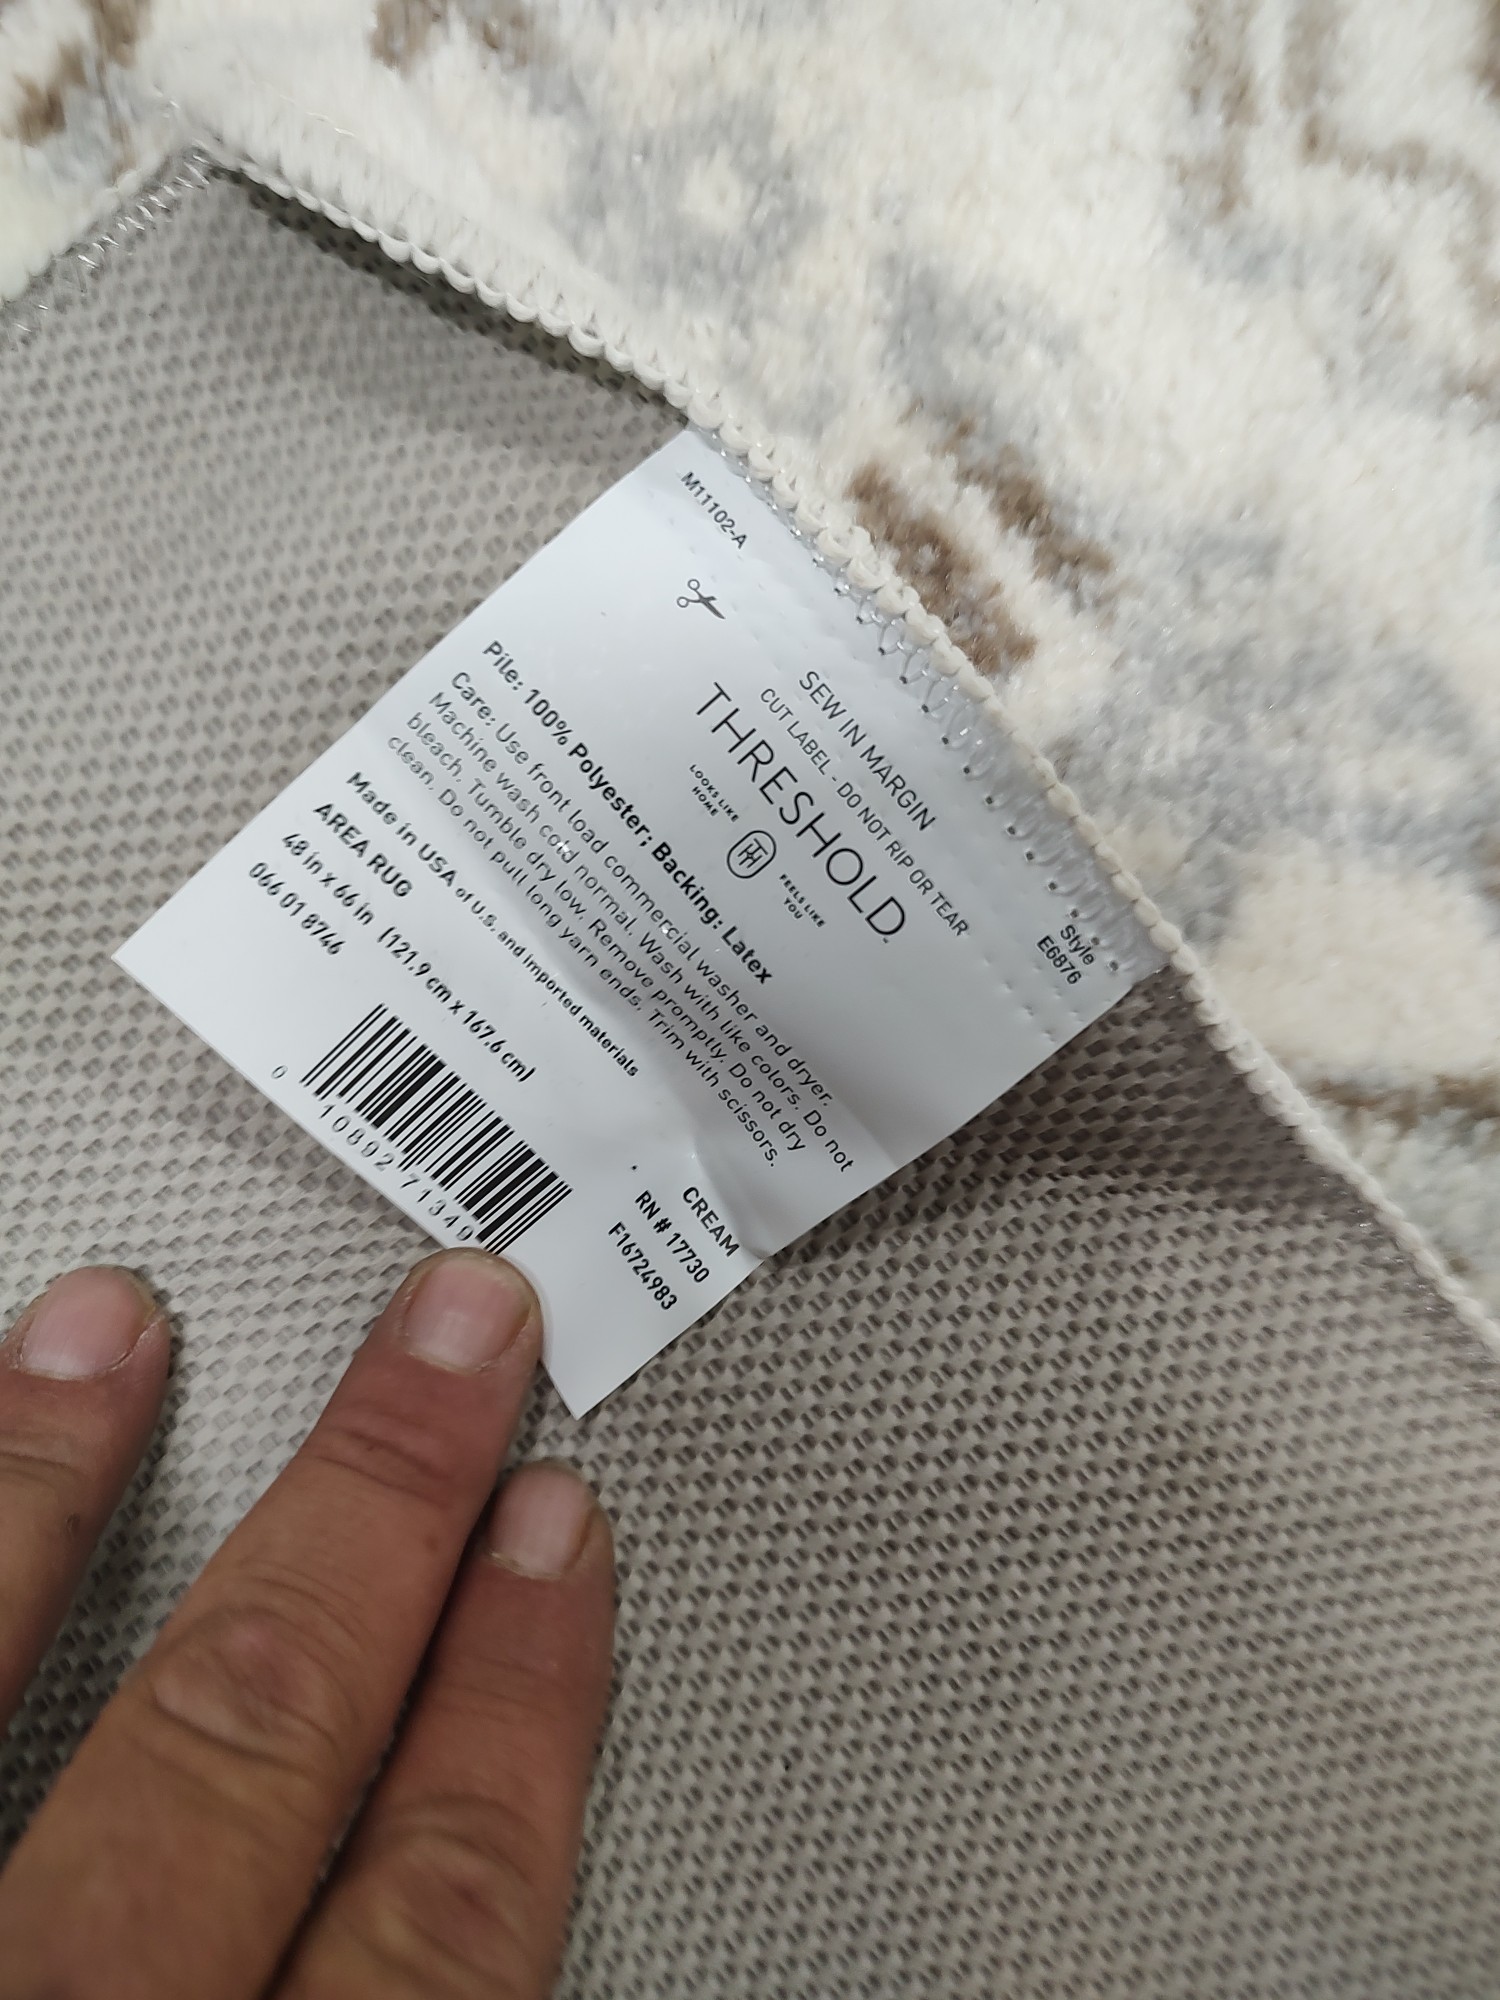 M11102-A
SEW IN MARGIN
CUT LABEL - DO NOT RIP OR TEAR
Style
E6876
THRESHOLD
LOOKS LIKE
HOME
FEELS LIKE
YOU
Pile: 100% Polyester; Backing: Latex
Care: Use front load commercial washer and dryer.
Machine wash cold normal. Wash with like colors. Do not
bleach. Tumble dry low. Remove promptly. Do not dry
clean. Do not pull long yarn ends. Trim with scissors.
Made in USA of U.S. and imported materials
AREA RUG
48 in x 66 in (121.9 cm x 167.6 cm)
066 01 8746
CREAM
RN # 17730
F16724983
0 10892 71340